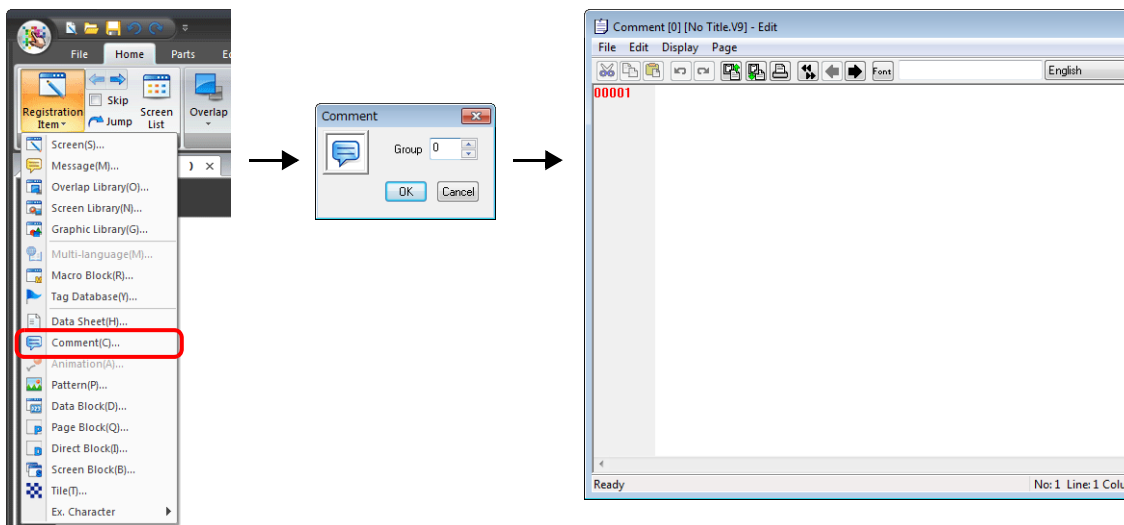 File Home Parts
Registration Item
Skip
Jump
Screen List
Overlap
Screen(S)...
Message(M)...
Overlap Library(O)...
Screen Library(N)...
Graphic Library(G)...
Multi-language(M)...
Macro Block(R)...
Tag Database(Y)...
Data Sheet(H)...
Comment(C)...
Animation(A)...
Pattern(P)...
Data Block(D)...
Page Block(Q)...
Direct Block(I)...
Screen Block(B)...
Tile(T)...
Ex. Character
Comment
Group 0
OK Cancel
Comment [0] [No Title.V9] - Edit
File Edit Display Page
Font English
00001
Ready No: 1 Line: 1 Colu